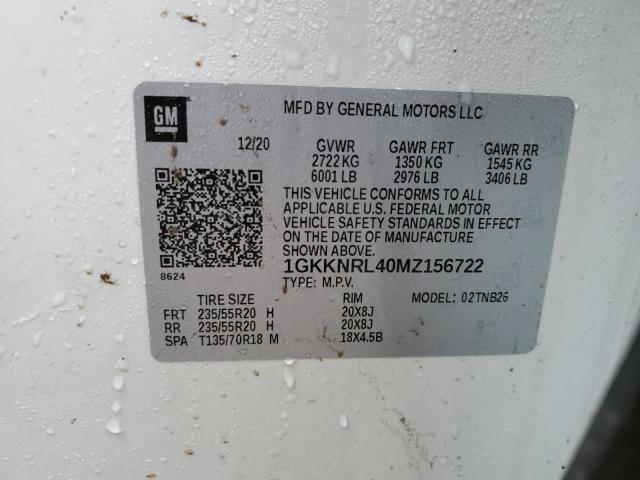 GM
MFD BY GENERAL MOTORS LLC
12/20 GVWR GAWR FRT GAWR RR
2722 KG 1350 KG 1545 KG
6001 LB 2976 LB 3406 LB
THIS VEHICLE CONFORMS TO ALL
APPLICABLE U.S. FEDERAL MOTOR
VEHICLE SAFETY STANDARDS IN EFFECT
ON THE DATE OF MANUFACTURE
SHOWN ABOVE.
8624
1GKKNRL40MZ156722
TYPE: M.P.V. MODEL: 02TNB26
TIRE SIZE RIM
FRT 235/55R20 H 20X8J
RR 235/55R20 H 20X8J
SPA T135/70R18 M 18X4.5B